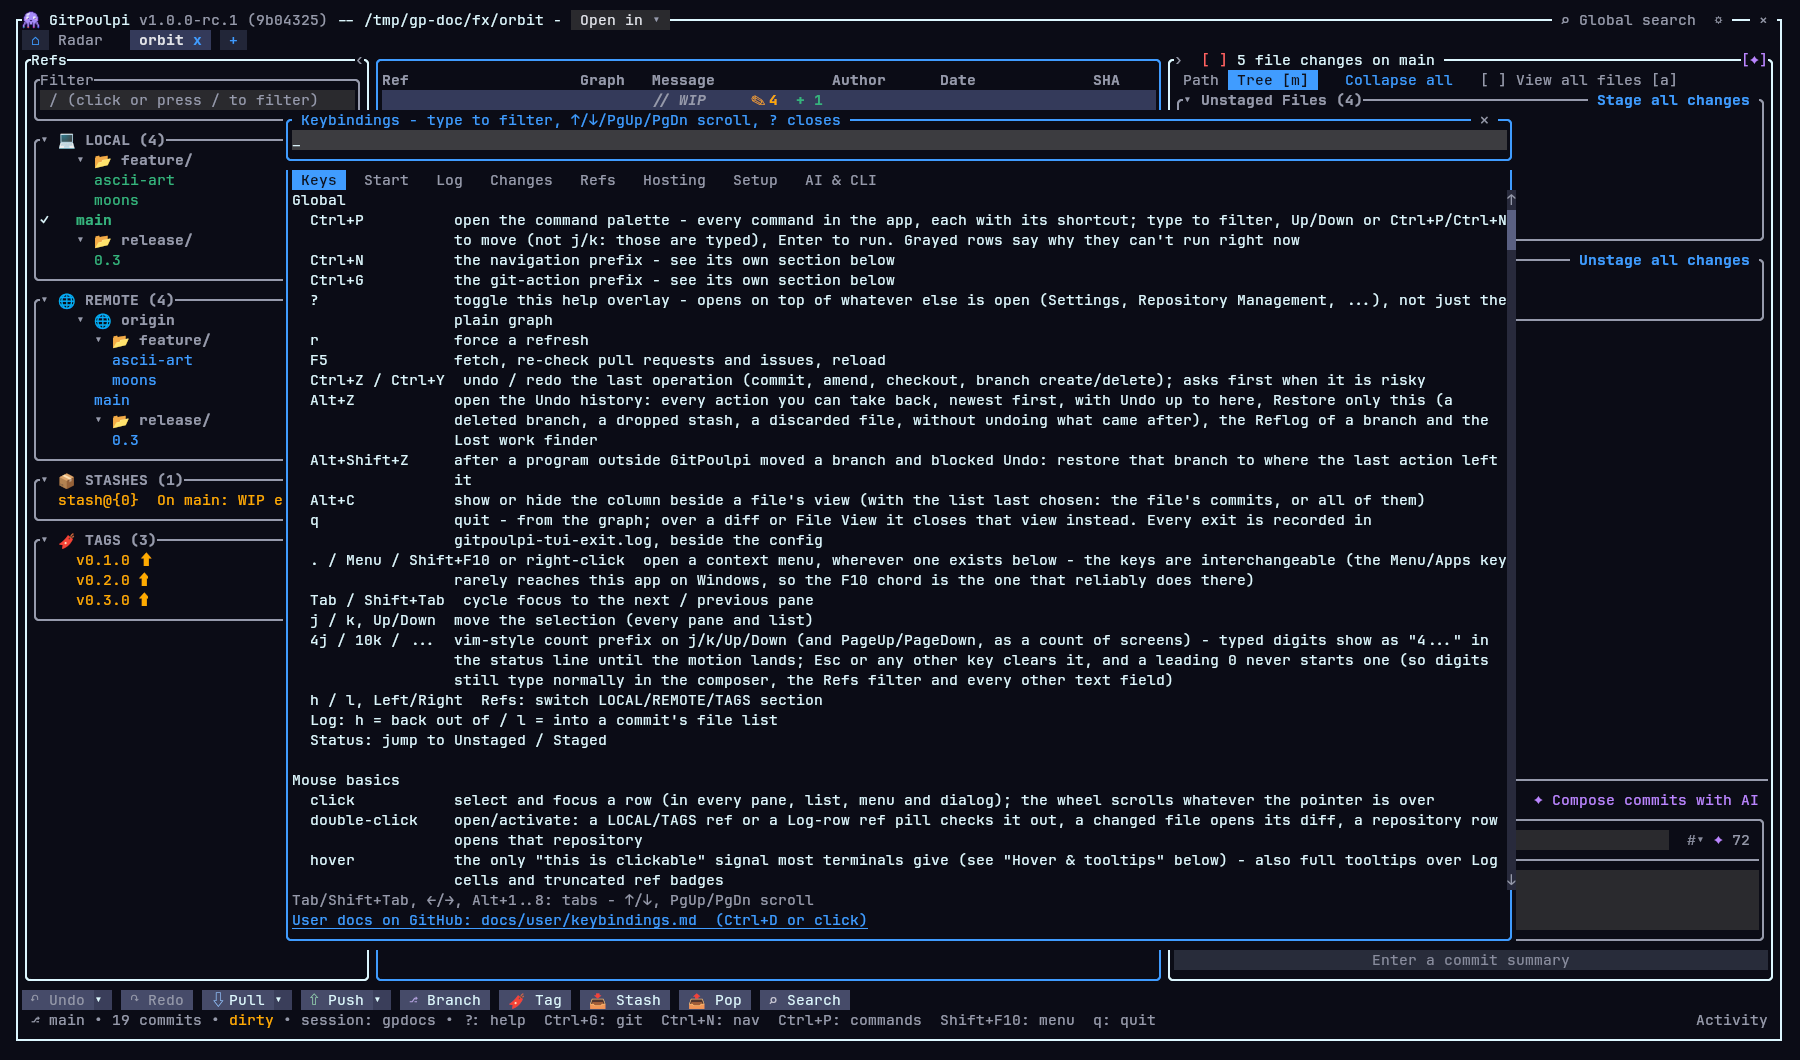 GitPoulpi v1.0.0-rc.1 (9b04325) —— /tmp/gp-doc/fx/orbit - Open in ▾
⌕ Global search ⚙ — ×
⌂ Radar orbit x +
Refs ‹
Filter
/ (click or press / to filter)
▾ 💻 LOCAL (4)
▾ 📂 feature/
ascii-art
moons
✓ main
▾ 📂 release/
0.3
▾ 🌐 REMOTE (4)
▾ 🌐 origin
▾ 📂 feature/
ascii-art
moons
main
▾ 📂 release/
0.3
▾ 📦 STASHES (1)
stash@{0} On main: WIP e
▾ 🔖 TAGS (3)
v0.1.0 ⬆
v0.2.0 ⬆
v0.3.0 ⬆
Ref Graph Message Author Date SHA
// WIP ✎ 4 + 1
› [ ] 5 file changes on main [✦]
Path Tree [m] Collapse all [ ] View all files [a]
▾ Unstaged Files (4) Stage all changes
Unstage all changes
✦ Compose commits with AI
#▾ ✦ 72
Enter a commit summary
Keybindings - type to filter, ↑/↓/PgUp/PgDn scroll, ? closes ×
_
Keys Start Log Changes Refs Hosting Setup AI & CLI
Global
Ctrl+P open the command palette - every command in the app, each with its shortcut; type to filter, Up/Down or Ctrl+P/Ctrl+N
to move (not j/k: those are typed), Enter to run. Grayed rows say why they can't run right now
Ctrl+N the navigation prefix - see its own section below
Ctrl+G the git-action prefix - see its own section below
? toggle this help overlay - opens on top of whatever else is open (Settings, Repository Management, ...), not just the
plain graph
r force a refresh
F5 fetch, re-check pull requests and issues, reload
Ctrl+Z / Ctrl+Y undo / redo the last operation (commit, amend, checkout, branch create/delete); asks first when it is risky
Alt+Z open the Undo history: every action you can take back, newest first, with Undo up to here, Restore only this (a
deleted branch, a dropped stash, a discarded file, without undoing what came after), the Reflog of a branch and the
Lost work finder
Alt+Shift+Z after a program outside GitPoulpi moved a branch and blocked Undo: restore that branch to where the last action left
it
Alt+C show or hide the column beside a file's view (with the list last chosen: the file's commits, or all of them)
q quit - from the graph; over a diff or File View it closes that view instead. Every exit is recorded in
gitpoulpi-tui-exit.log, beside the config
. / Menu / Shift+F10 or right-click open a context menu, wherever one exists below - the keys are interchangeable (the Menu/Apps key
rarely reaches this app on Windows, so the F10 chord is the one that reliably does there)
Tab / Shift+Tab cycle focus to the next / previous pane
j / k, Up/Down move the selection (every pane and list)
4j / 10k / ... vim-style count prefix on j/k/Up/Down (and PageUp/PageDown, as a count of screens) - typed digits show as "4..." in
the status line until the motion lands; Esc or any other key clears it, and a leading 0 never starts one (so digits
still type normally in the composer, the Refs filter and every other text field)
h / l, Left/Right Refs: switch LOCAL/REMOTE/TAGS section
Log: h = back out of / l = into a commit's file list
Status: jump to Unstaged / Staged
Mouse basics
click select and focus a row (in every pane, list, menu and dialog); the wheel scrolls whatever the pointer is over
double-click open/activate: a LOCAL/TAGS ref or a Log-row ref pill checks it out, a changed file opens its diff, a repository row
opens that repository
hover the only "this is clickable" signal most terminals give (see "Hover & tooltips" below) - also full tooltips over Log
cells and truncated ref badges
Tab/Shift+Tab, ←/→, Alt+1..8: tabs - ↑/↓, PgUp/PgDn scroll
User docs on GitHub: docs/user/keybindings.md (Ctrl+D or click)
↶ Undo ▾ ↷ Redo ⇩ Pull ▾ ⇧ Push ▾ ⎇ Branch 🔖 Tag 📥 Stash 📤 Pop ⌕ Search
⎇ main • 19 commits • dirty • session: gpdocs • ?: help Ctrl+G: git Ctrl+N: nav Ctrl+P: commands Shift+F10: menu q: quit Activity